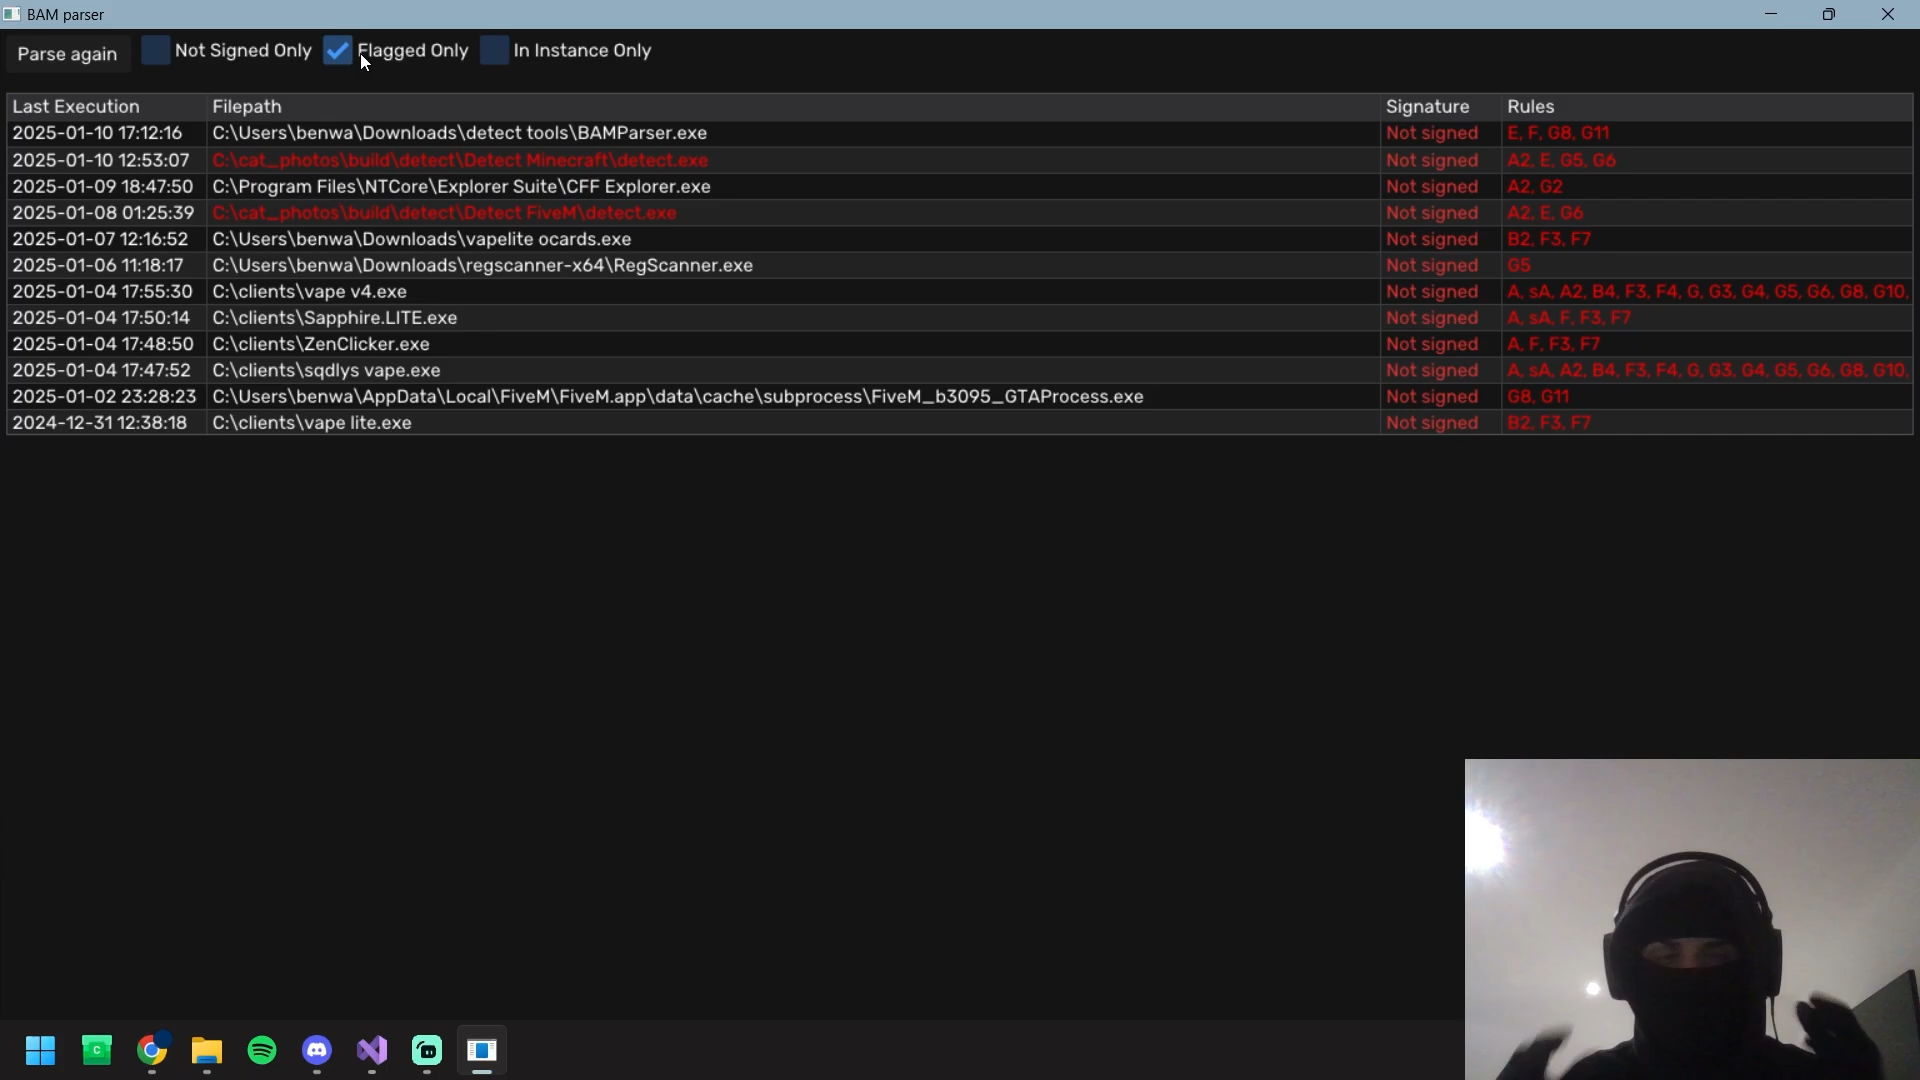 BAM parser
Parse again Not Signed Only Flagged Only In Instance Only
Last Execution Filepath Signature Rules
2025-01-10 17:12:16 C:\Users\benwa\Downloads\detect tools\BAMParser.exe Not signed E, F, G8, G11
2025-01-10 12:53:07 C:\cat_photos\build\detect\Detect Minecraft\detect.exe Not signed A2, E, G5, G6
2025-01-09 18:47:50 C:\Program Files\NTCore\Explorer Suite\CFF Explorer.exe Not signed A2, G2
2025-01-08 01:25:39 C:\cat_photos\build\detect\Detect FiveM\detect.exe Not signed A2, E, G6
2025-01-07 12:16:52 C:\Users\benwa\Downloads\vapelite ocards.exe Not signed B2, F3, F7
2025-01-06 11:18:17 C:\Users\benwa\Downloads\regscanner-x64\RegScanner.exe Not signed G5
2025-01-04 17:55:30 C:\clients\vape v4.exe Not signed A, sA, A2, B4, F3, F4, G, G3, G4, G5, G6, G8, G10,
2025-01-04 17:50:14 C:\clients\Sapphire.LITE.exe Not signed A, sA, F, F3, F7
2025-01-04 17:48:50 C:\clients\ZenClicker.exe Not signed A, F, F3, F7
2025-01-04 17:47:52 C:\clients\sqdlys vape.exe Not signed A, sA, A2, B4, F3, F4, G, G3, G4, G5, G6, G8, G10,
2025-01-02 23:28:23 C:\Users\benwa\AppData\Local\FiveM\FiveM.app\data\cache\subprocess\FiveM_b3095_GTAProcess.exe Not signed G8, G11
2024-12-31 12:38:18 C:\clients\vape lite.exe Not signed B2, F3, F7